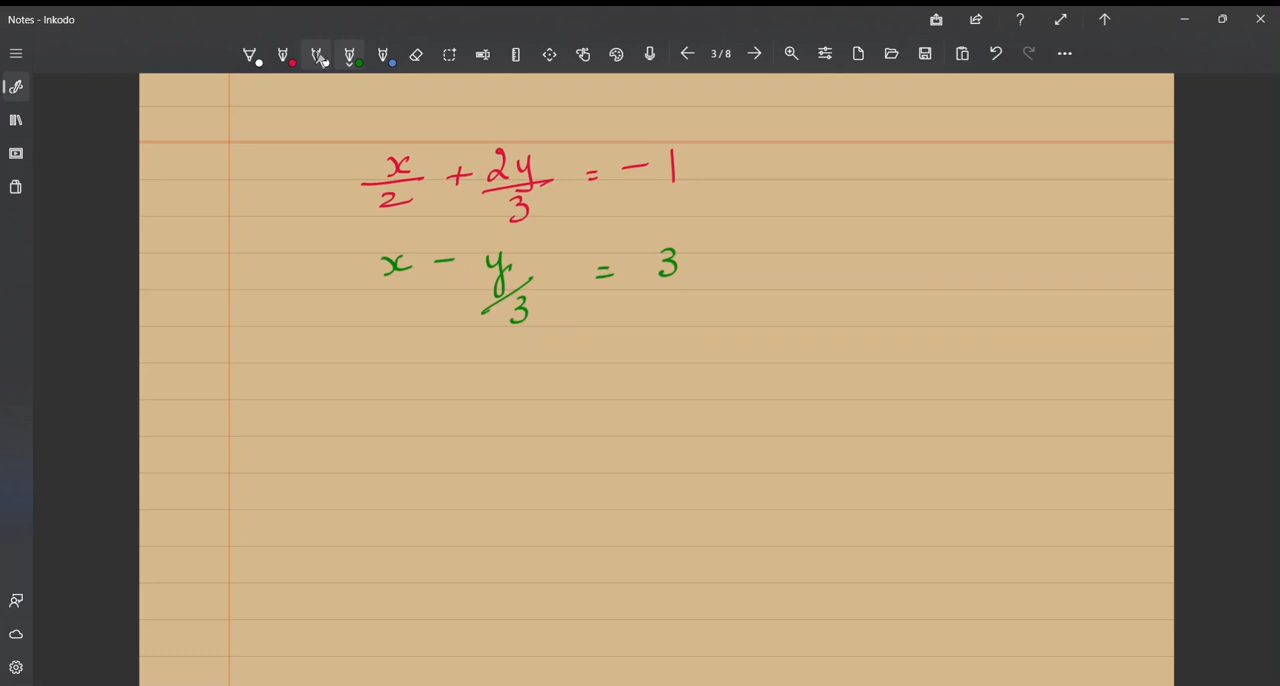 Notes - Inkodo
3/8
x/2 + 2y/3 = -1
x - y/3 = 3